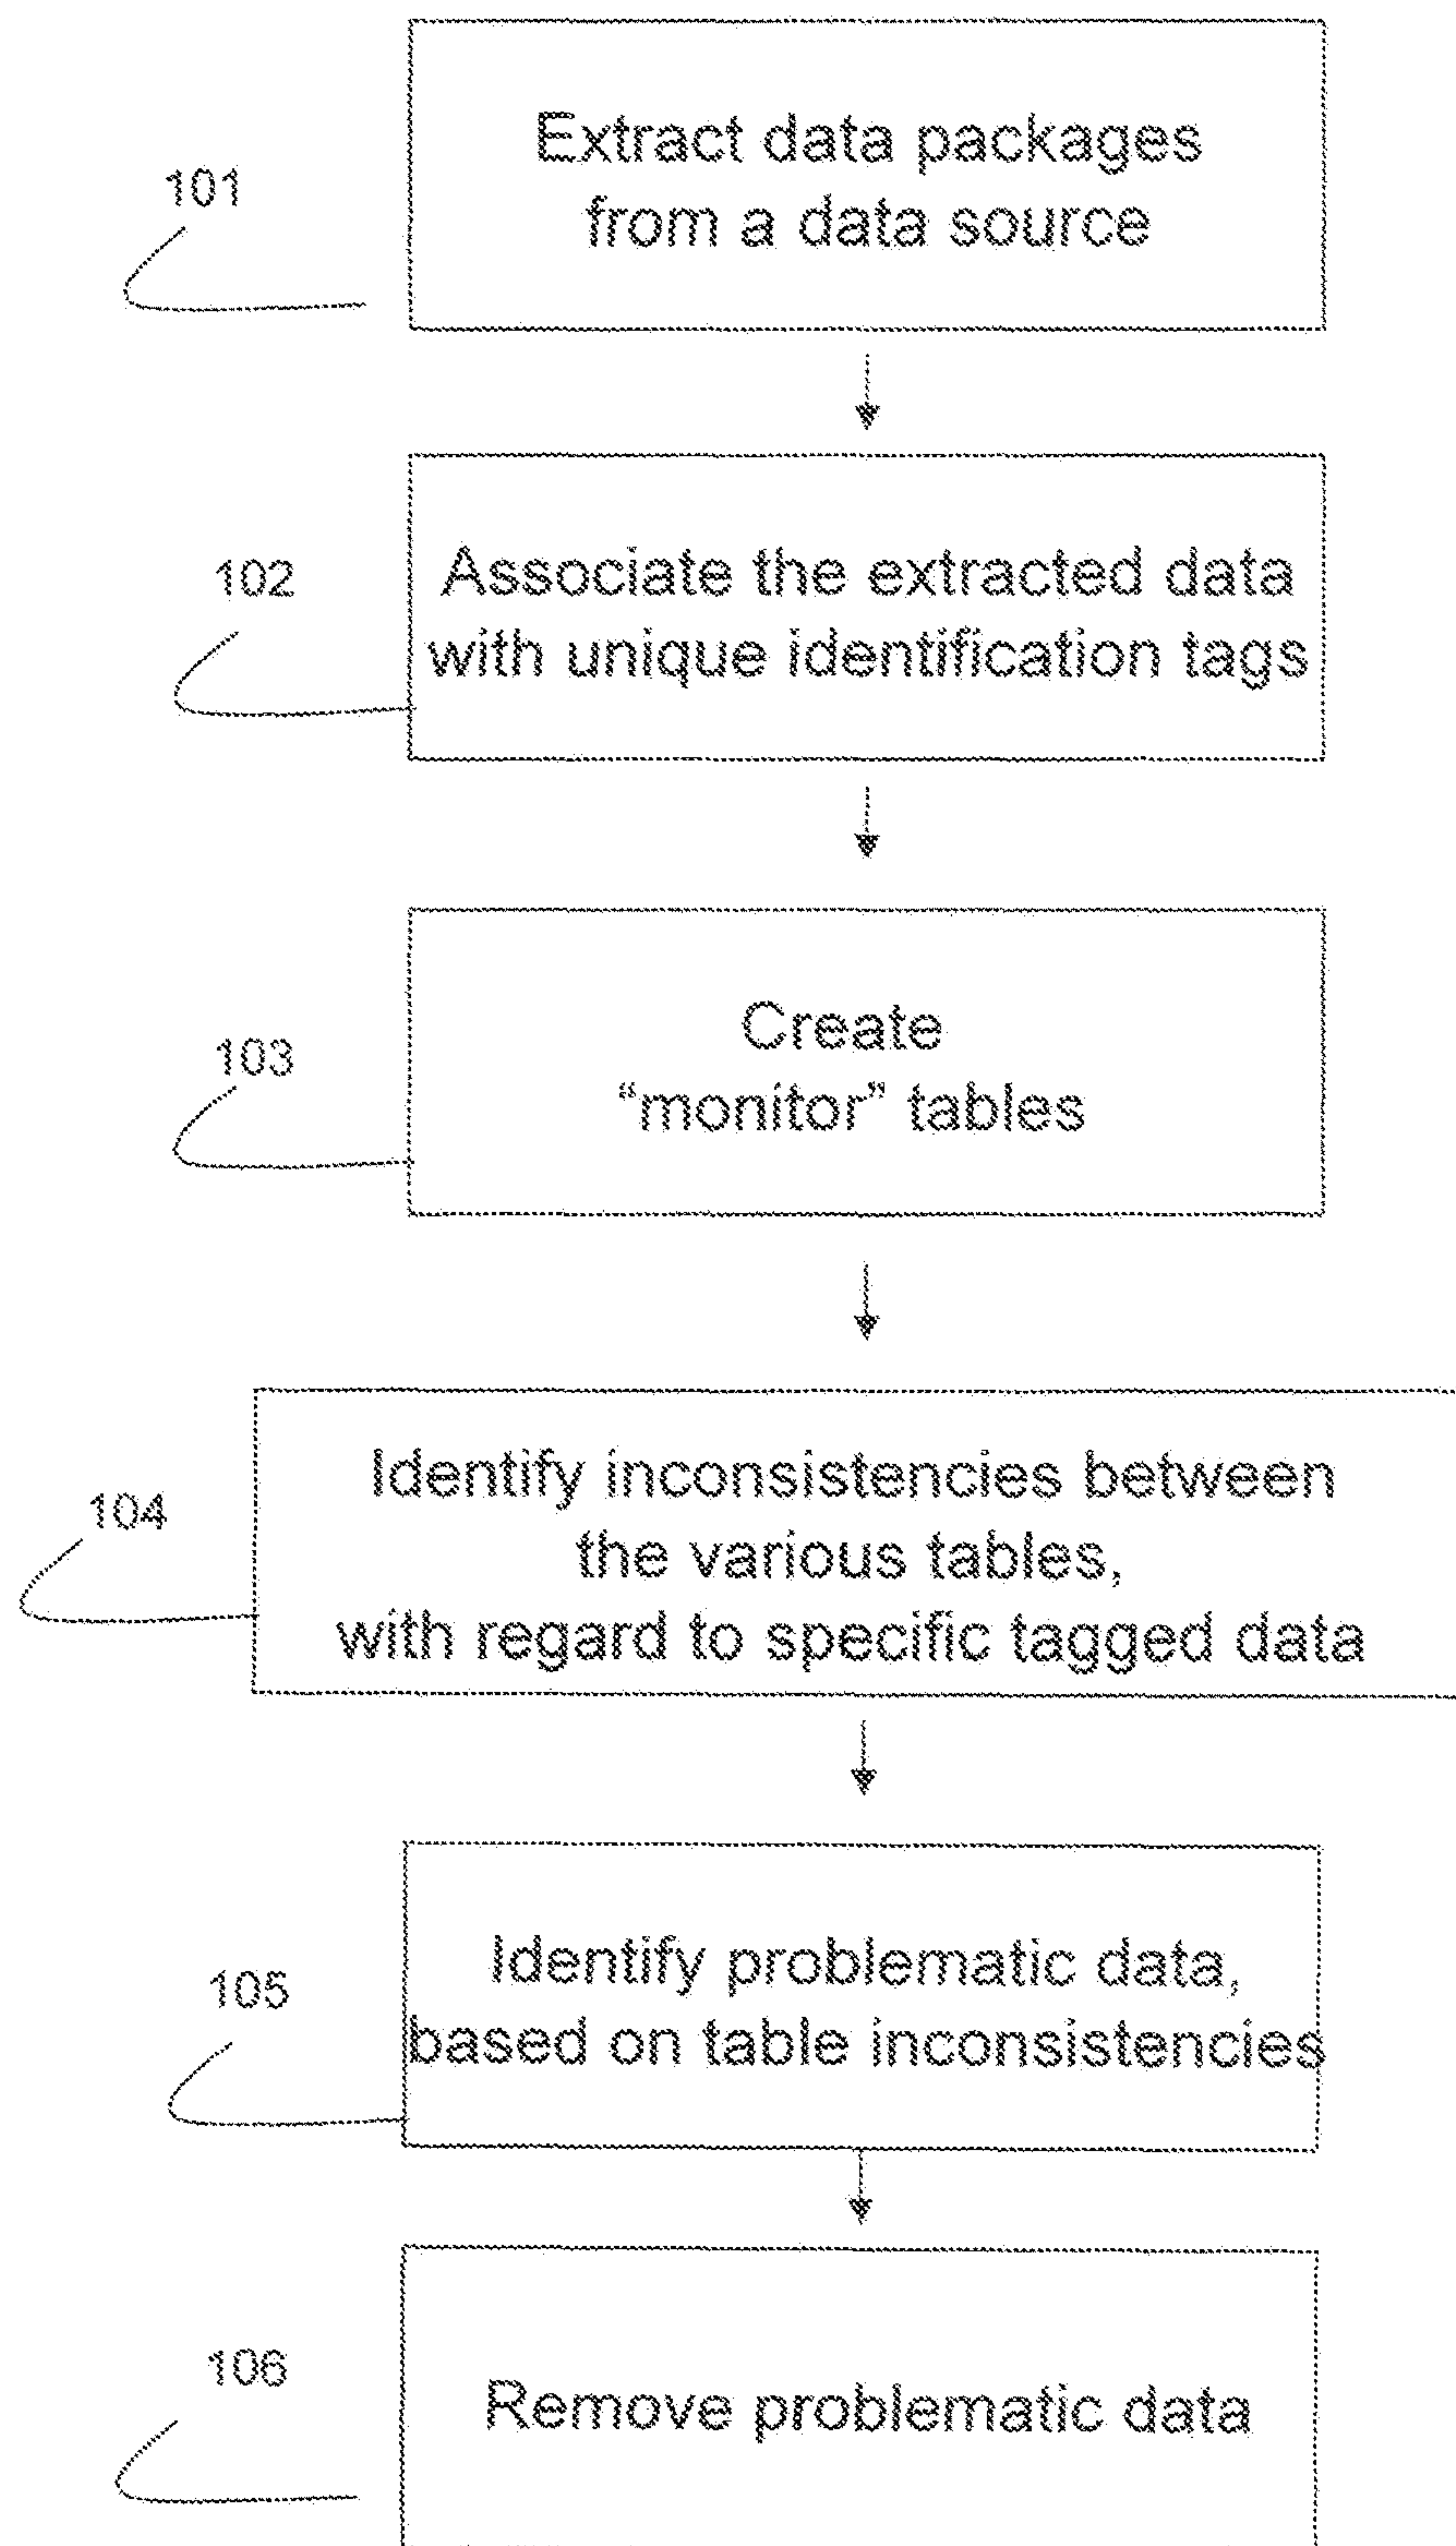 101
Extract data packages
from a data source
102
Associate the extracted data
with unique identification tags
103
Create
“monitor” tables
104
Identify inconsistencies between
the various tables,
with regard to specific tagged data
105
Identify problematic data,
based on table inconsistencies
106
Remove problematic data